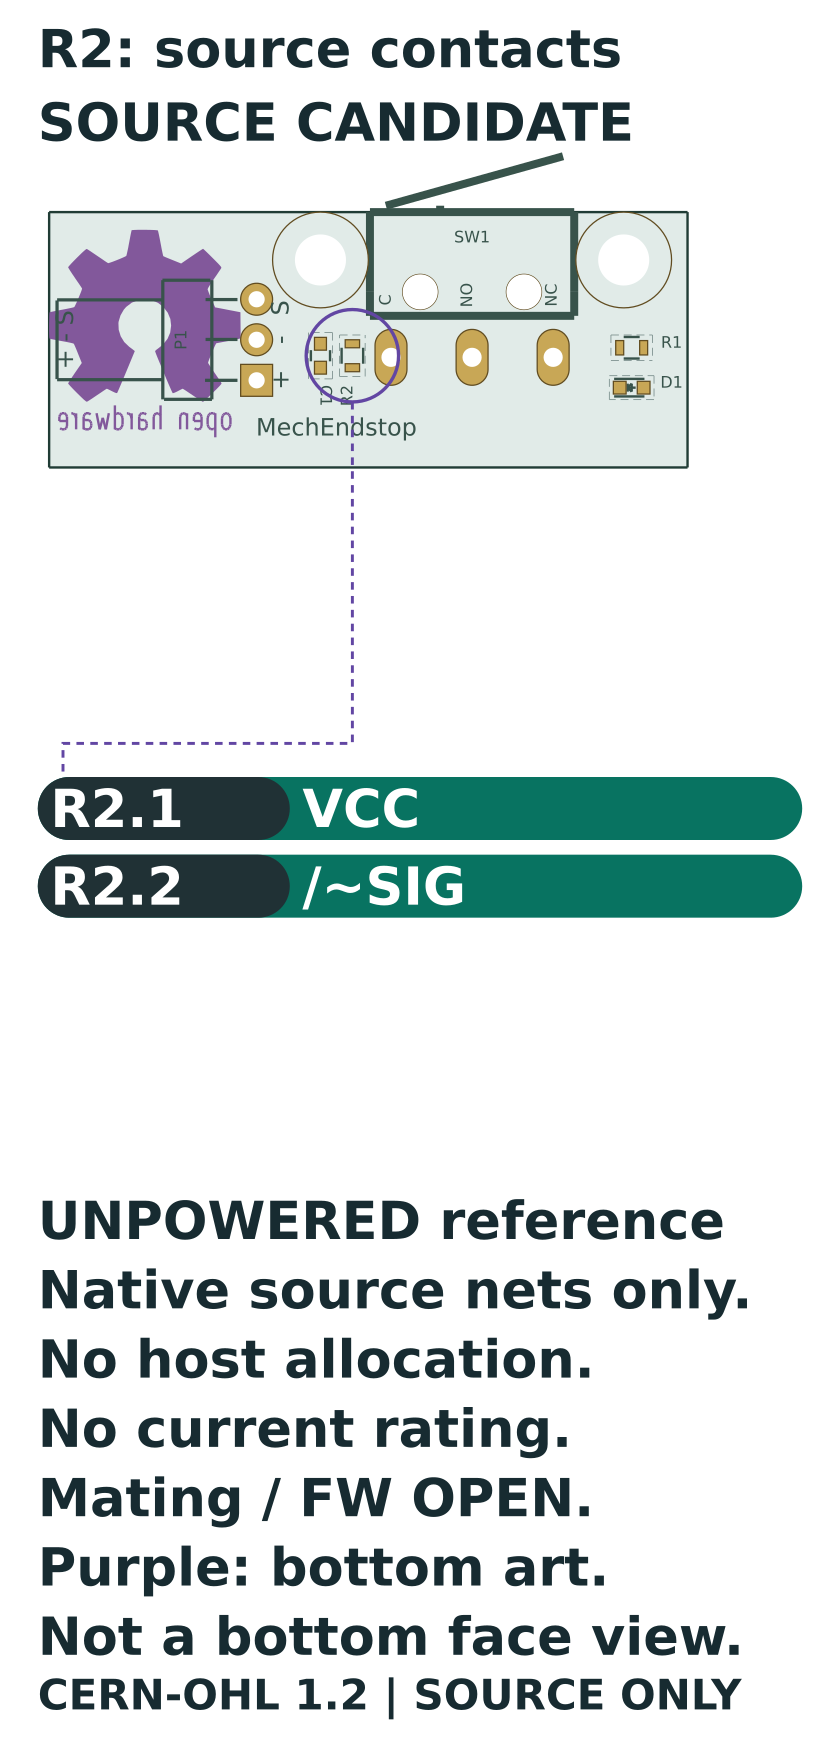 R2: source contacts
SOURCE CANDIDATE
SW1
C
NO
NC
S
-
+
P1
S
-
+
C1
R2
R1
D1
open hardware
MechEndstop
R2.1 VCC
R2.2 /~SIG
UNPOWERED reference
Native source nets only.
No host allocation.
No current rating.
Mating / FW OPEN.
Purple: bottom art.
Not a bottom face view.
CERN-OHL 1.2 | SOURCE ONLY